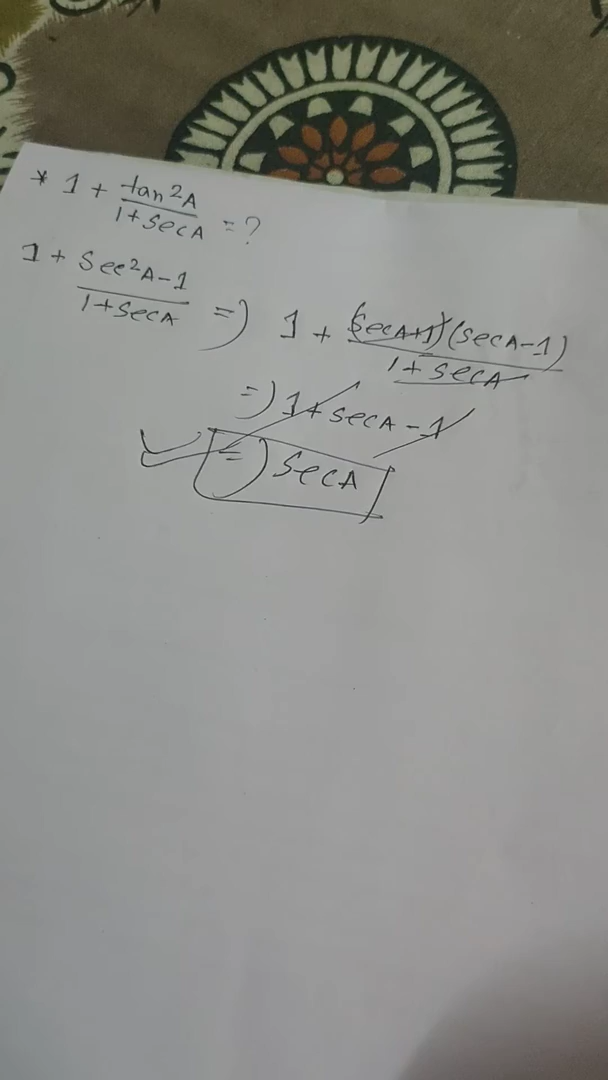 * 1 + tan²A / 1+secA = ?
1 + Sec²A-1 / 1+secA =) 1 + (SecA+1)(secA-1) / 1+secA
=) 1+secA-1
=) secA